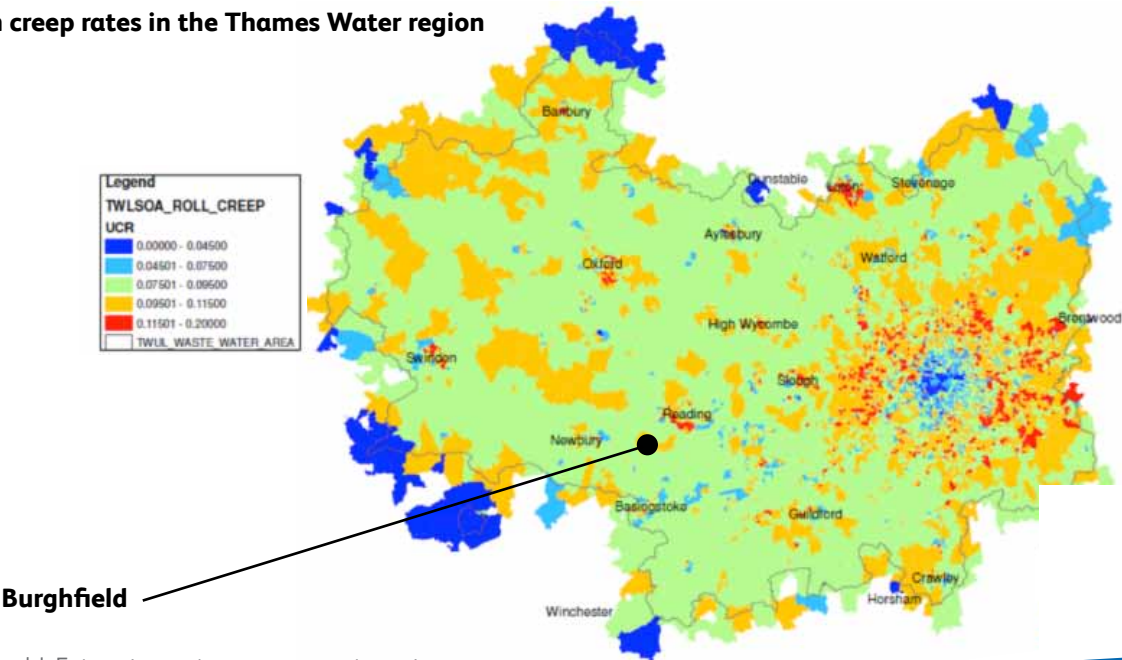 creep rates in the Thames Water region
Banbury
Dunstable
Luton
Stevenage
Legend
TWLSOA_ROLL_CREEP
UCR
0.00000 - 0.04500
0.04501 - 0.07500
0.07501 - 0.09500
0.09501 - 0.11500
0.11501 - 0.20000
TWUL_WASTE_WATER_AREA
Aylesbury
Oxford
Watford
High Wycombe
Brentwood
Swindon
Slough
Reading
Newbury
Basingstoke
Guildford
Crawley
Horsham
Burghfield
Winchester